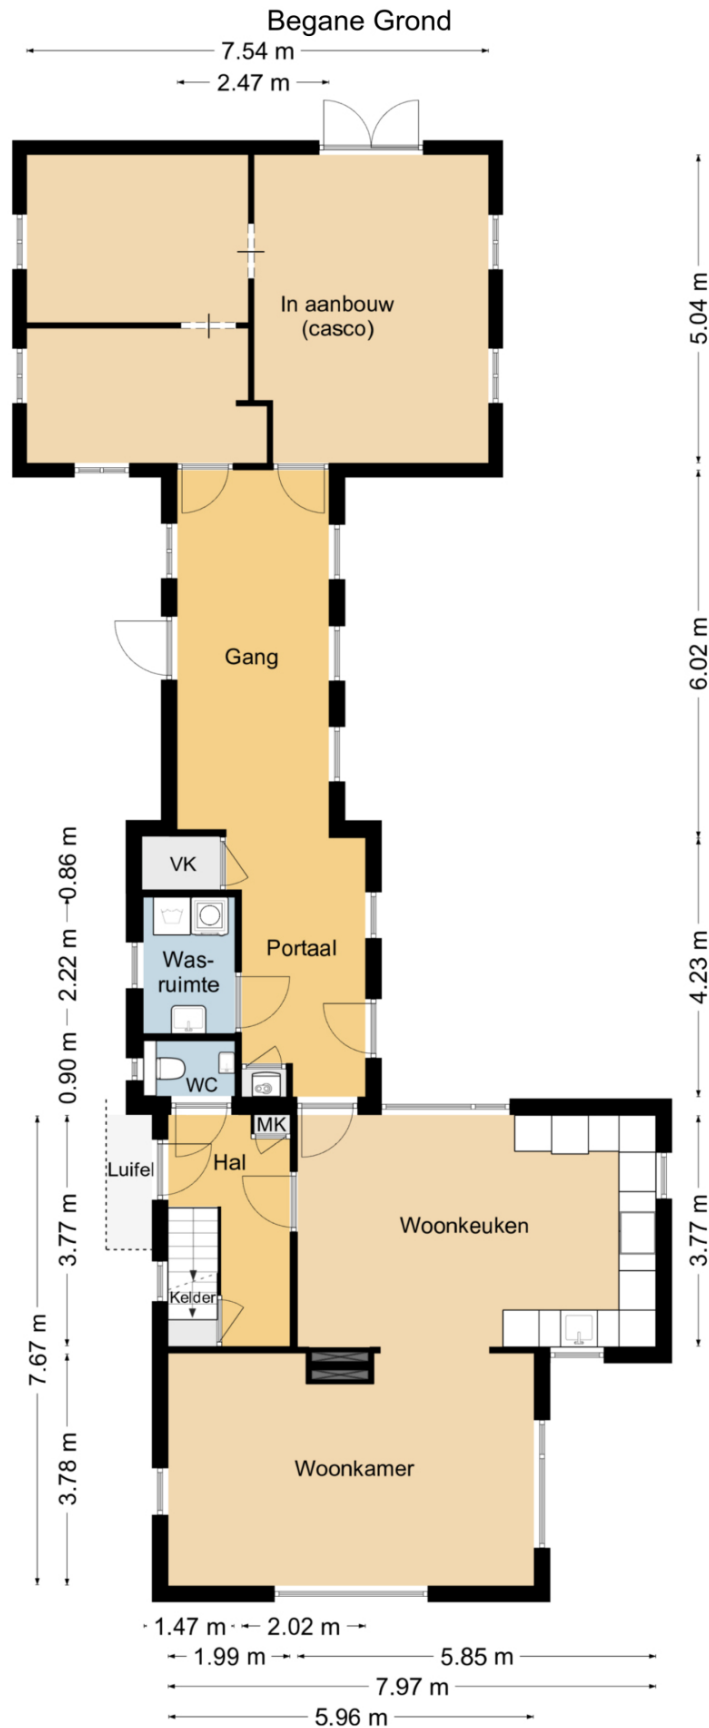 Begane Grond
7.54 m
2.47 m
In aanbouw
(casco)
5.04 m
Gang
6.02 m
VK
0.86 m
Portaal
Was-
ruimte
2.22 m
4.23 m
WC
0.90 m
MK
Hal
Luifel
Woonkeuken
3.77 m
3.77 m
Kelder
7.67 m
Woonkamer
3.78 m
1.47 m
2.02 m
1.99 m
5.85 m
7.97 m
5.96 m